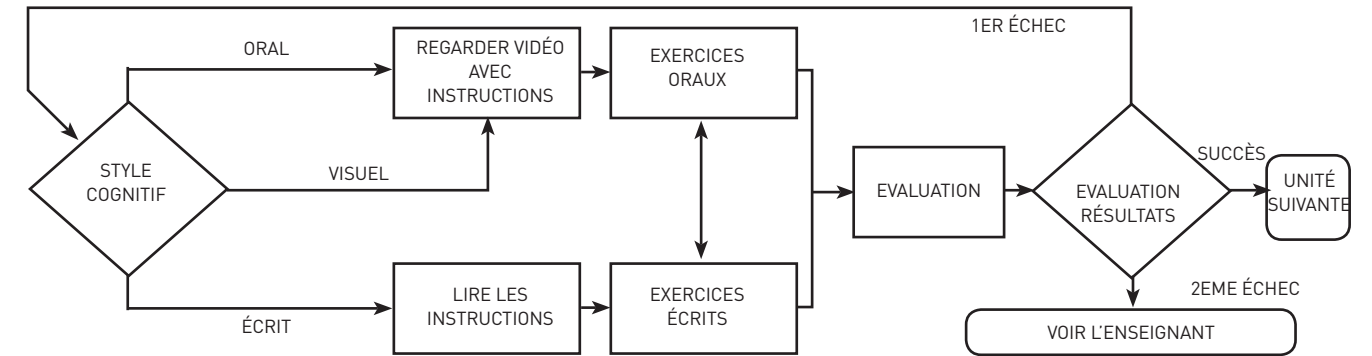 1ER ÉCHEC
ORAL
REGARDER VIDÉO
AVEC
INSTRUCTIONS
EXERCICES
ORAUX
STYLE
COGNITIF
VISUEL
EVALUATION
EVALUATION
RÉSULTATS
SUCCÈS
UNITÉ
SUIVANTE
ÉCRIT
LIRE LES
INSTRUCTIONS
EXERCICES
ÉCRITS
2EME ÉCHEC
VOIR L'ENSEIGNANT